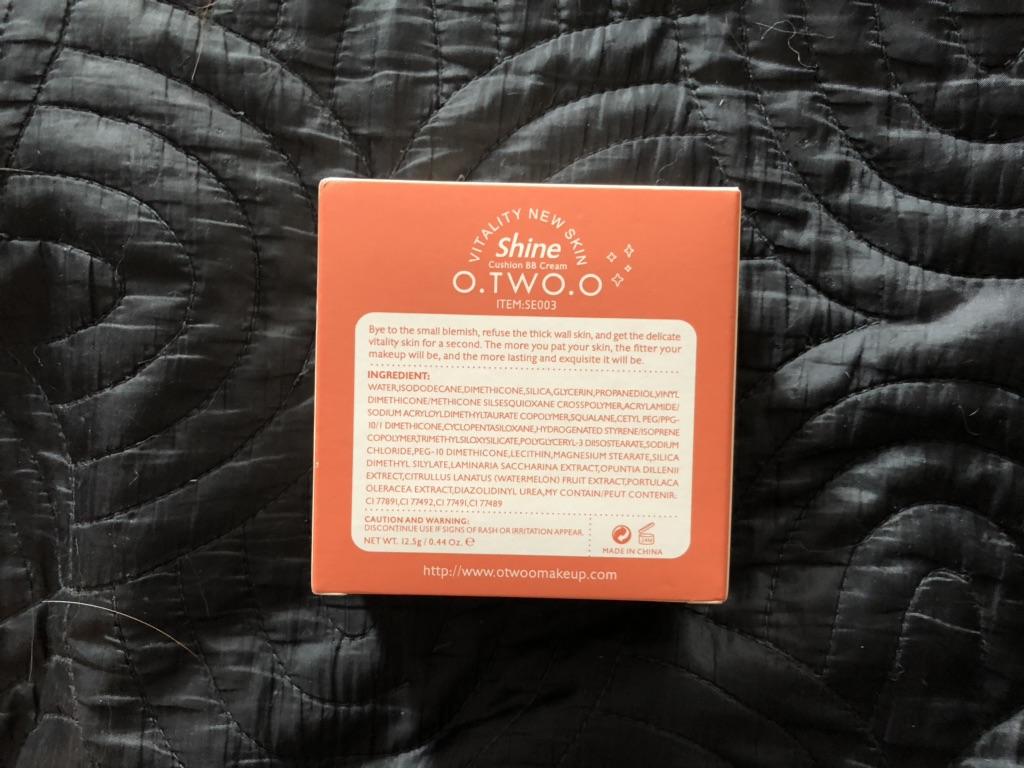 VITALITY NEW SKIN
Shine
Cushion BB Cream
O.TWO.O
ITEM:SE003
Bye to the small blemish, refuse the thick wall skin, and get the delicate
vitality skin for a second. The more you pat your skin, the fitter your
makeup will be, and the more lasting and exquisite it will be.
INGREDIENT:
WATER,ISODODECANE,DIMETHICONE,SILICA,GLYCERIN,PROPANEDIOL,VINYL
DIMETHICONE/METHICONE SILSESQUIOXANE CROSSPOLYMER,ACRYLAMIDE/
SODIUM ACRYLOYLDIMETHYLTAURATE COPOLYMER,SQUALANE,CETYL PEG/PPG-
10/1 DIMETHICONE,CYCLOPENTASILOXANE,HYDROGENATED STYRENE/ISOPRENE
COPOLYMER,TRIMETHYLSILOXYSILICATE,POLYGLYCERYL-3 DIISOSTEARATE,SODIUM
CHLORIDE,PEG-10 DIMETHICONE,LECITHIN,MAGNESIUM STEARATE,SILICA
DIMETHYL SILYLATE,LAMINARIA SACCHARINA EXTRACT,OPUNTIA DILLENII
EXTRECT,CITRULLUS LANATUS (WATERMELON) FRUIT EXTRACT,PORTULACA
OLERACEA EXTRACT,DIAZOLIDINYL UREA,MY CONTAIN/PEUT CONTENIR:
CI 77891,CI 77492,CI 77491,CI 77489
CAUTION AND WARNING:
DISCONTINUE USE IF SIGNS OF RASH OR IRRITATION APPEAR.
NET WT. 12.5g / 0.44 Oz. ℮
24M
MADE IN CHINA
http://www.otwoomakeup.com